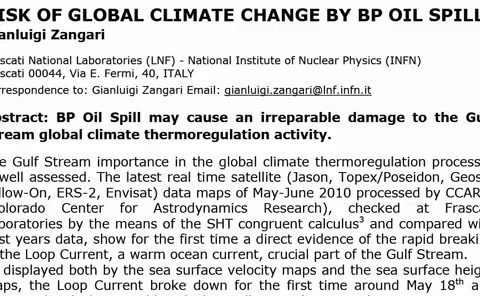 ISK OF GLOBAL CLIMATE CHANGE BY BP OIL SPILL
anluigi Zangari
ascati National Laboratories (LNF) - National Institute of Nuclear Physics (INFN)
ascati 00044, Via E. Fermi, 40, ITALY
rrespondence to: Gianluigi Zangari Email: gianluigi.zangari@lnf.infn.it
bstract: BP Oil Spill may cause an irreparable damage to the Gu
ream global climate thermoregulation activity.
e Gulf Stream importance in the global climate thermoregulation process
well assessed. The latest real time satellite (Jason, Topex/Poseidon, Geos
llow-On, ERS-2, Envisat) data maps of May-June 2010 processed by CCAR
olorado Center for Astrodynamics Research), checked at Frasca
boratories by the means of the SHT congruent calculus³ and compared wi
st years data, show for the first time a direct evidence of the rapid breaki
the Loop Current, a warm ocean current, crucial part of the Gulf Stream.
displayed both by the sea surface velocity maps and the sea surface heig
aps, the Loop Current broke down for the first time around May 18th a